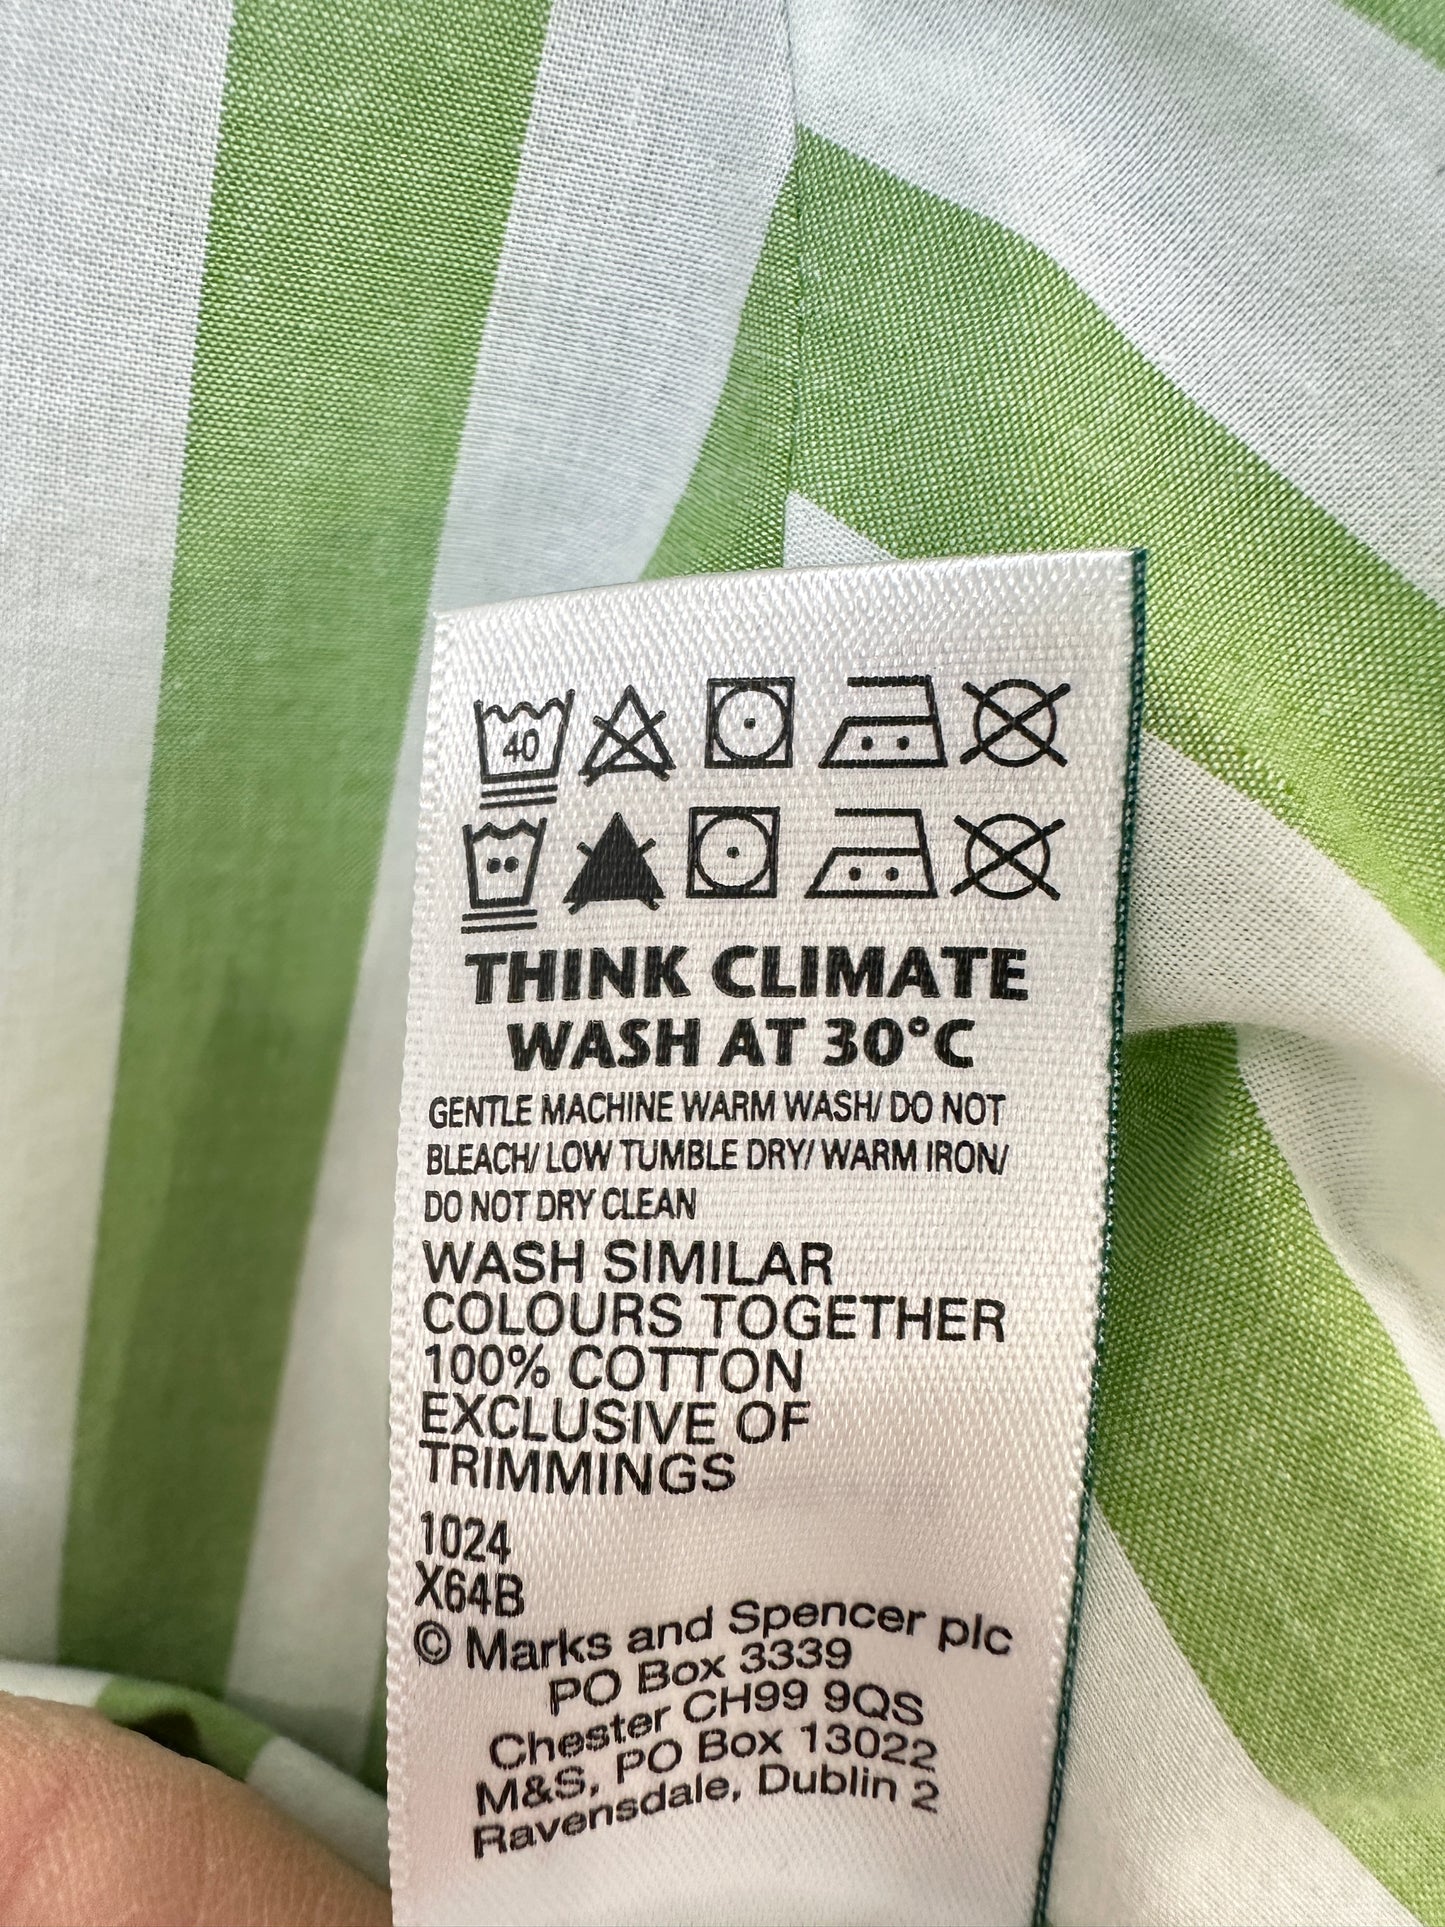 40
THINK CLIMATE
WASH AT 30°C
GENTLE MACHINE WARM WASH/ DO NOT
BLEACH/ LOW TUMBLE DRY/ WARM IRON/
DO NOT DRY CLEAN
WASH SIMILAR
COLOURS TOGETHER
100% COTTON
EXCLUSIVE OF
TRIMMINGS
1024
X64B
© Marks and Spencer plc
PO Box 3339
Chester CH99 9QS
M&S, PO Box 13022
Ravensdale, Dublin 2